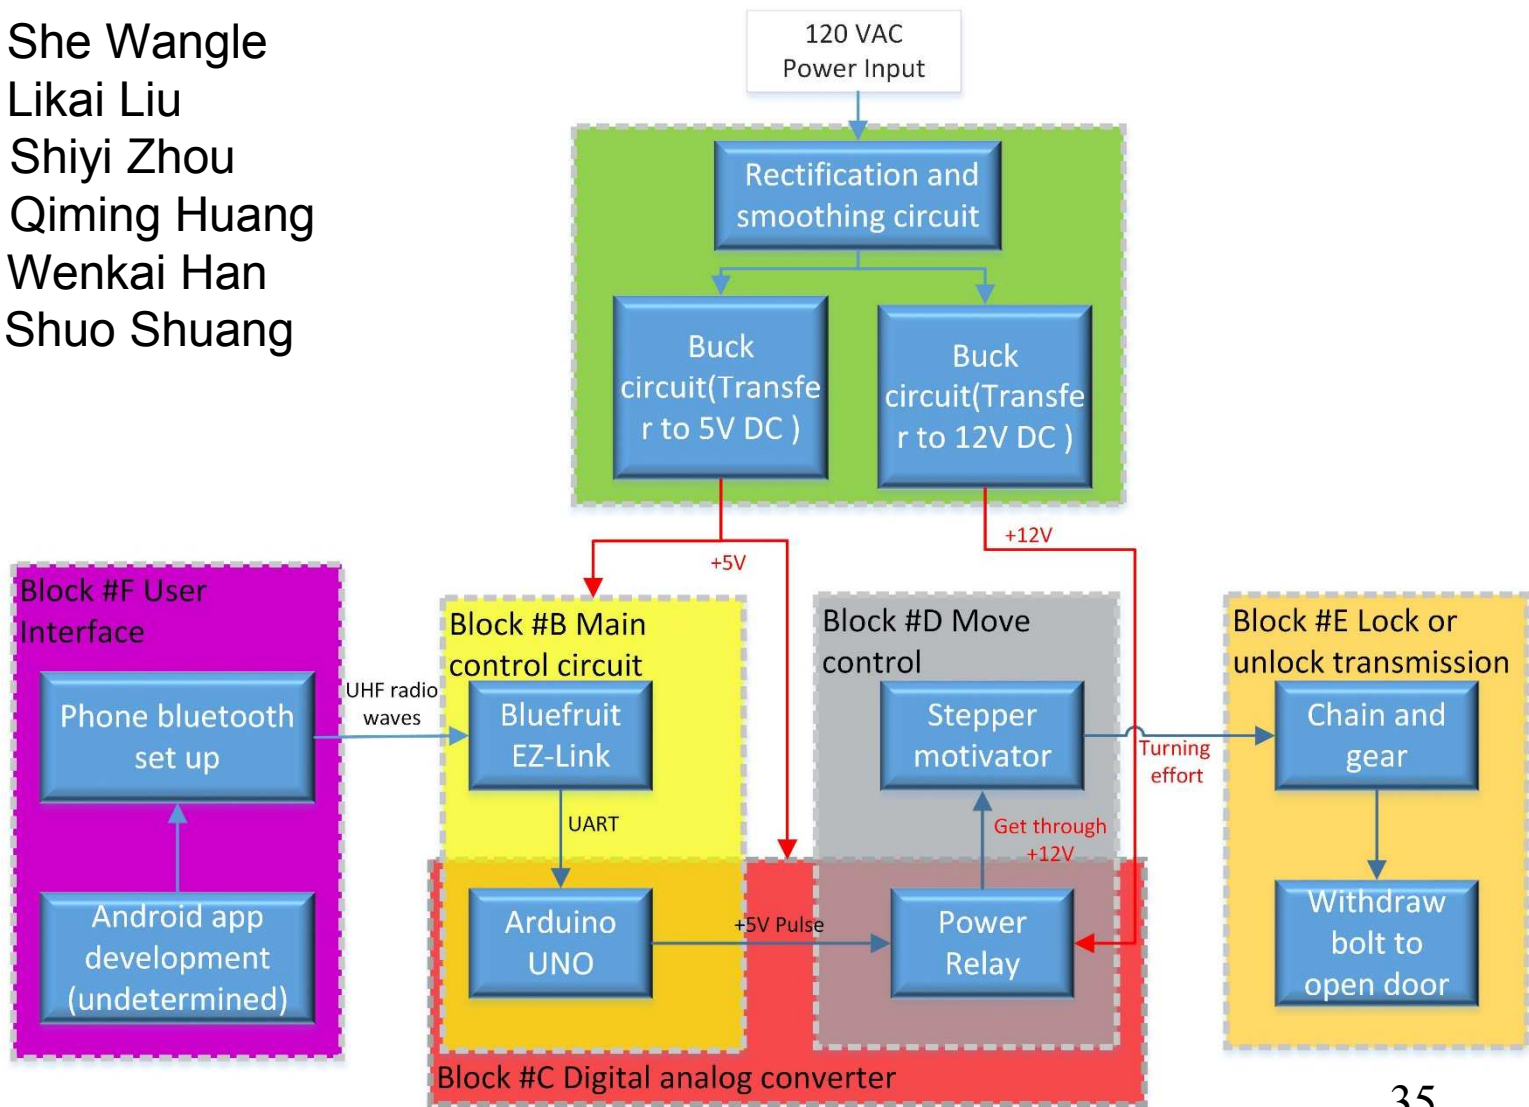 She Wangle
Likai Liu
Shiyi Zhou
Qiming Huang
Wenkai Han
Shuo Shuang
120 VAC
Power Input
Rectification and
smoothing circuit
Buck
circuit(Transfe
r to 5V DC )
Buck
circuit(Transfe
r to 12V DC )
+5V
+12V
Block #F User
Interface
Phone bluetooth
set up
Android app
development
(undetermined)
UHF radio
waves
Block #B Main
control circuit
Bluefruit
EZ-Link
UART
Arduino
UNO
+5V Pulse
Block #D Move
control
Stepper
motivator
Get through
+12V
Power
Relay
Turning
effort
Block #E Lock or
unlock transmission
Chain and
gear
Withdraw
bolt to
open door
Block #C Digital analog converter
35